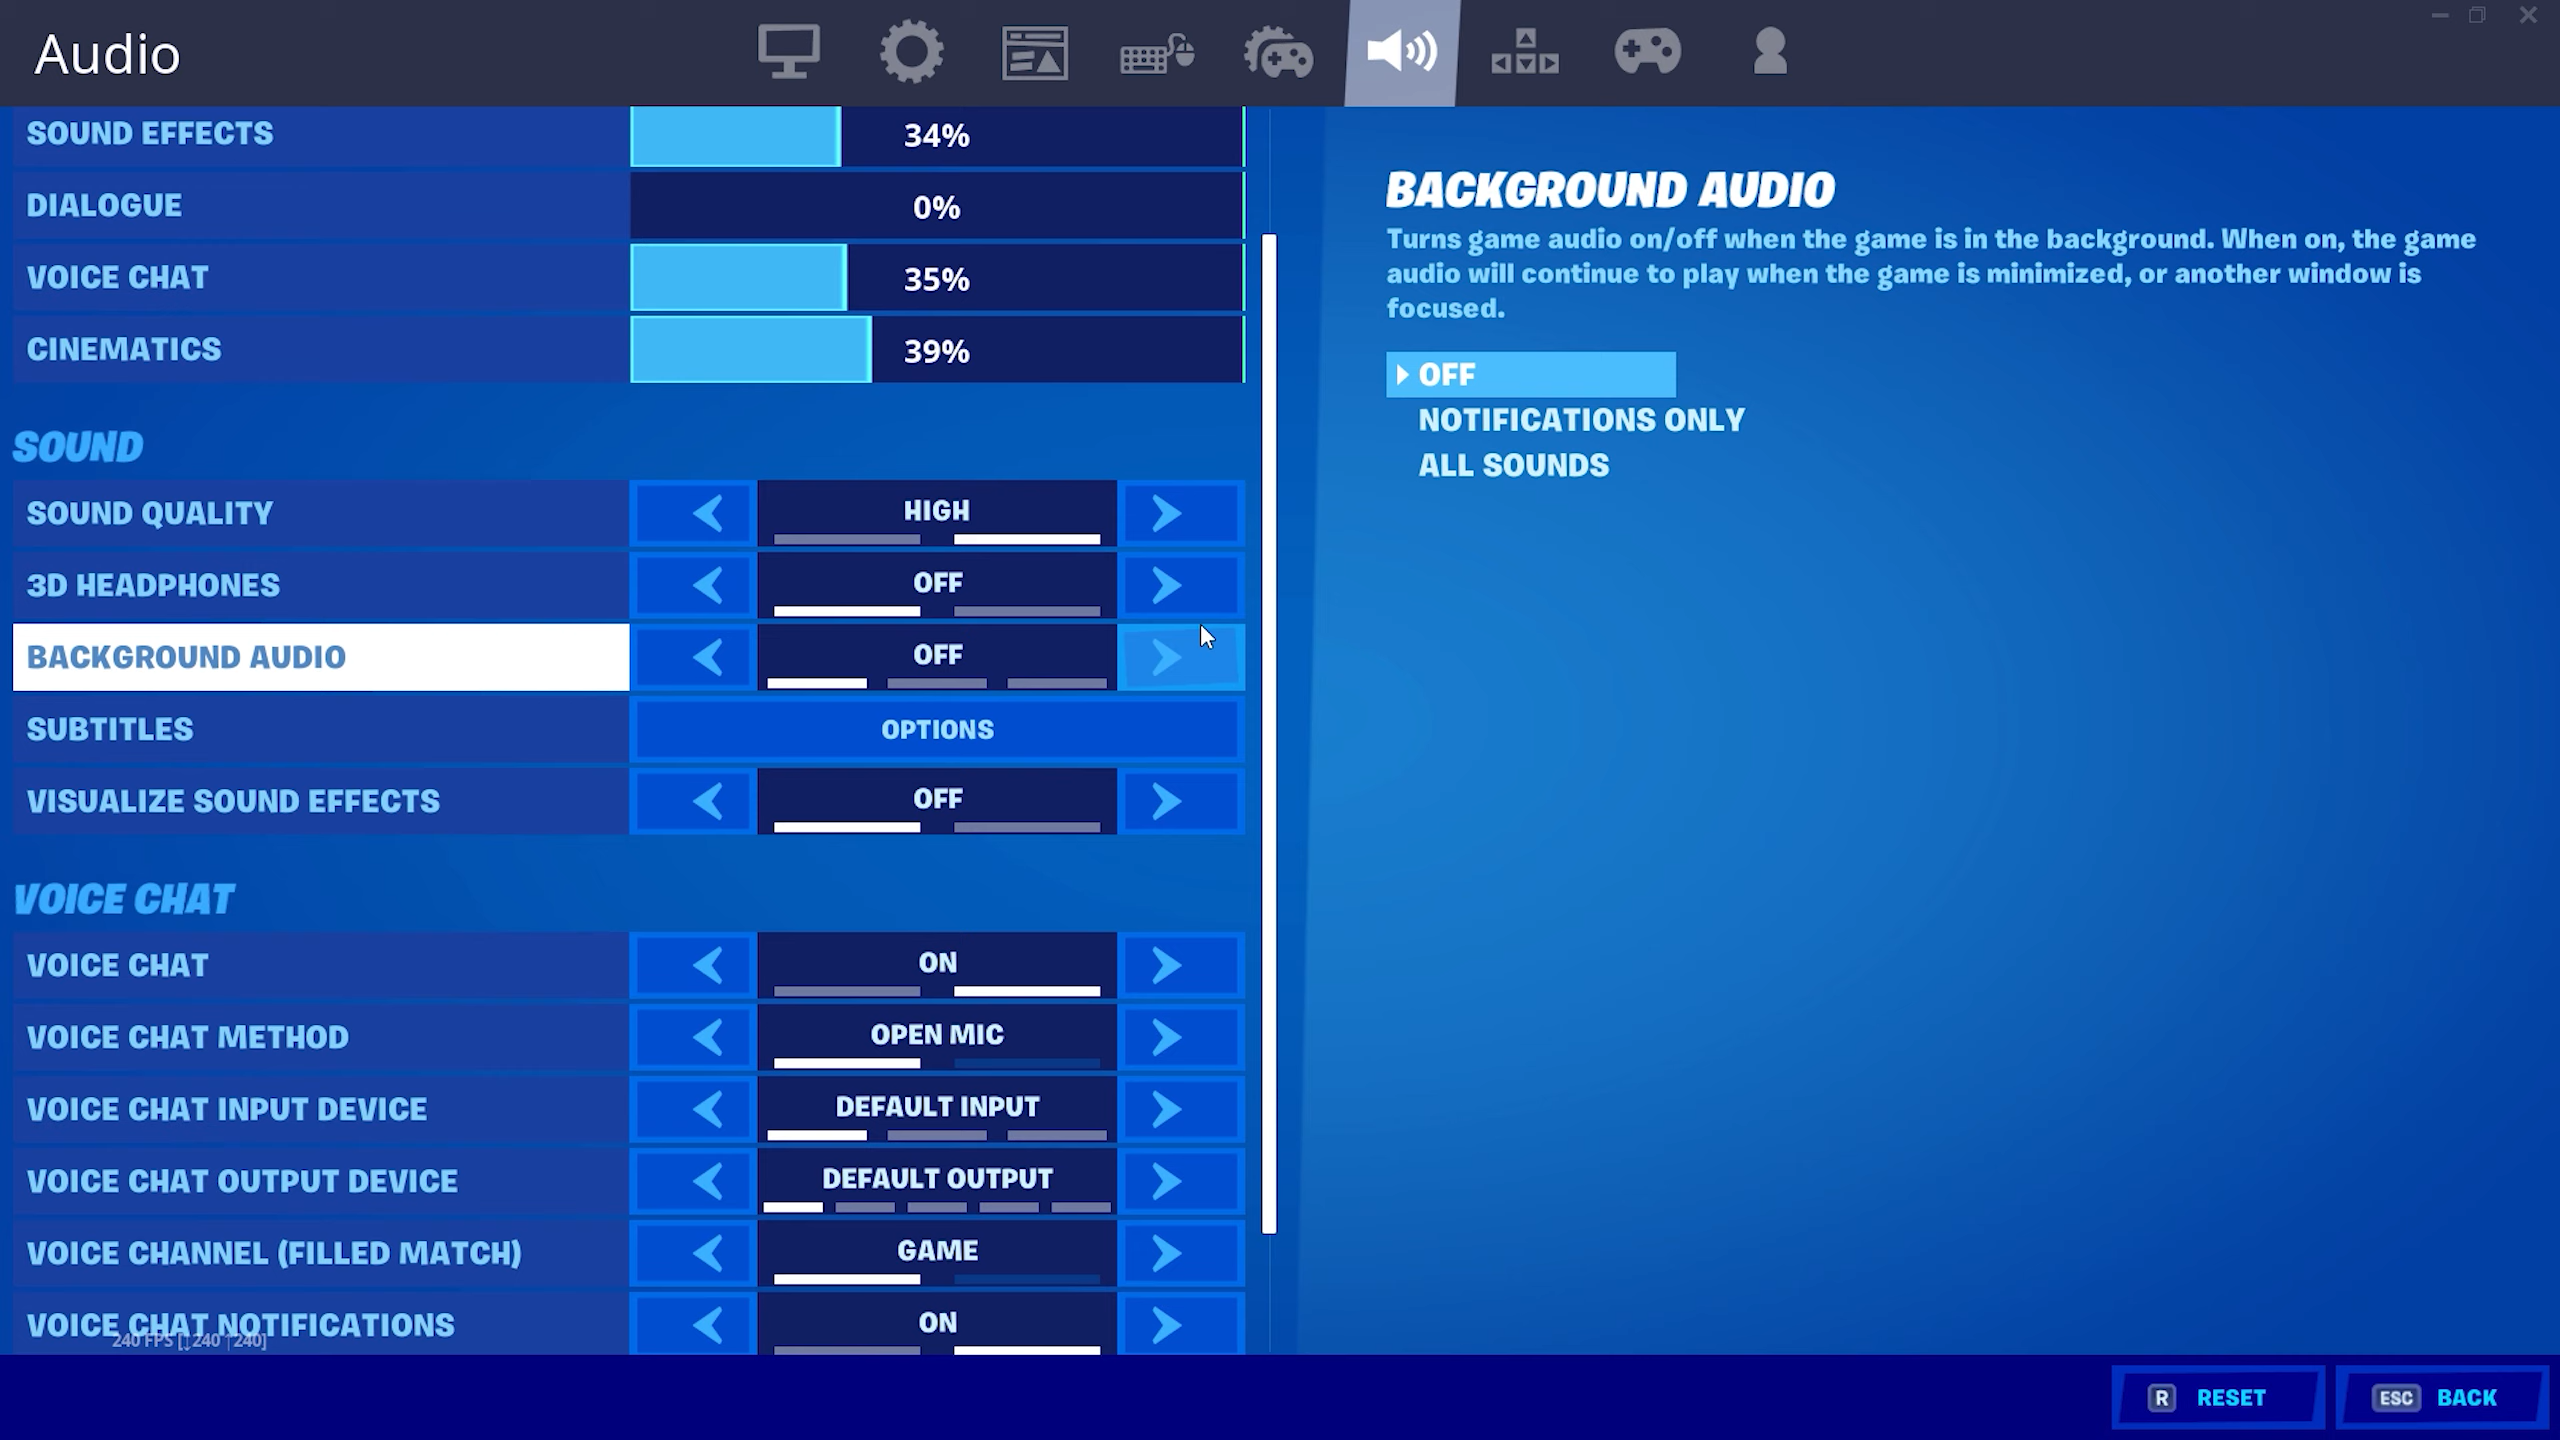 Audio
SOUND EFFECTS
34%
DIALOGUE
0%
VOICE CHAT
35%
CINEMATICS
39%
SOUND
SOUND QUALITY
HIGH
3D HEADPHONES
OFF
BACKGROUND AUDIO
OFF
SUBTITLES
OPTIONS
VISUALIZE SOUND EFFECTS
OFF
VOICE CHAT
VOICE CHAT
ON
VOICE CHAT METHOD
OPEN MIC
VOICE CHAT INPUT DEVICE
DEFAULT INPUT
VOICE CHAT OUTPUT DEVICE
DEFAULT OUTPUT
VOICE CHANNEL (FILLED MATCH)
GAME
VOICE CHAT NOTIFICATIONS
ON
240 FPS [↓240 ↑240]
BACKGROUND AUDIO
Turns game audio on/off when the game is in the background. When on, the game
audio will continue to play when the game is minimized, or another window is
focused.
OFF
NOTIFICATIONS ONLY
ALL SOUNDS
R RESET
ESC BACK